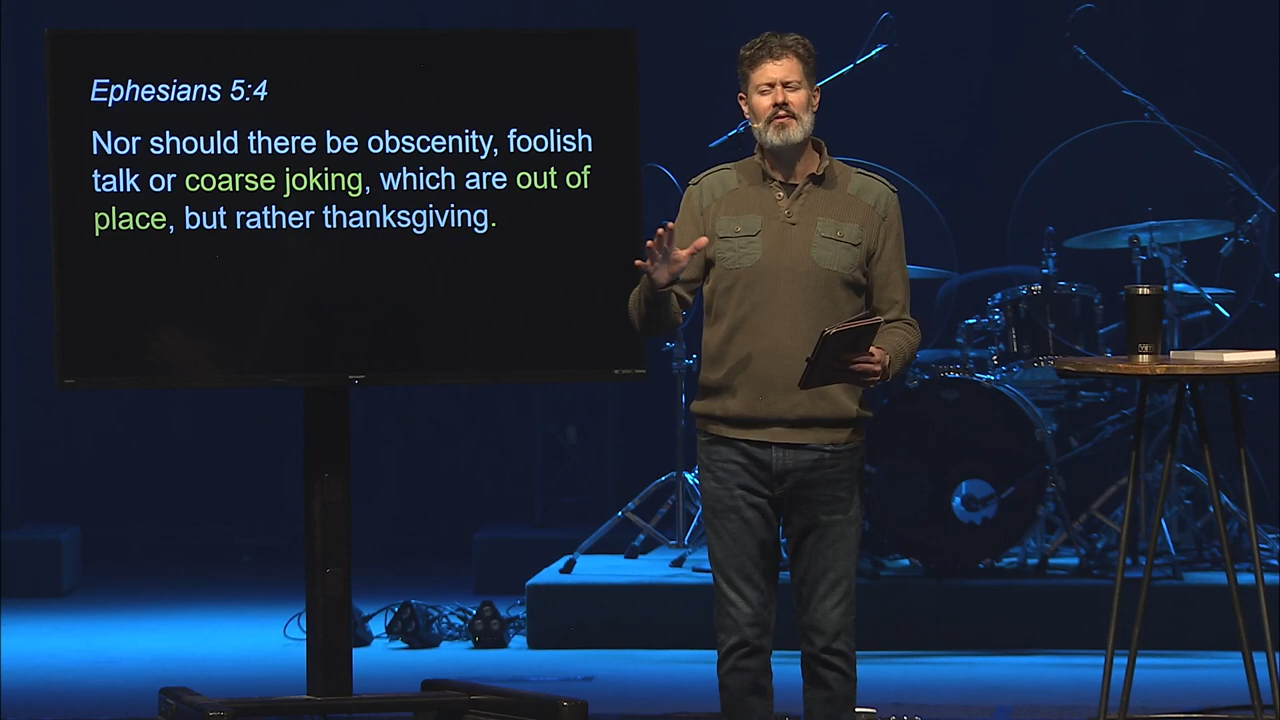 Ephesians 5:4
Nor should there be obscenity, foolish
talk or coarse joking, which are out of
place, but rather thanksgiving.
YETI